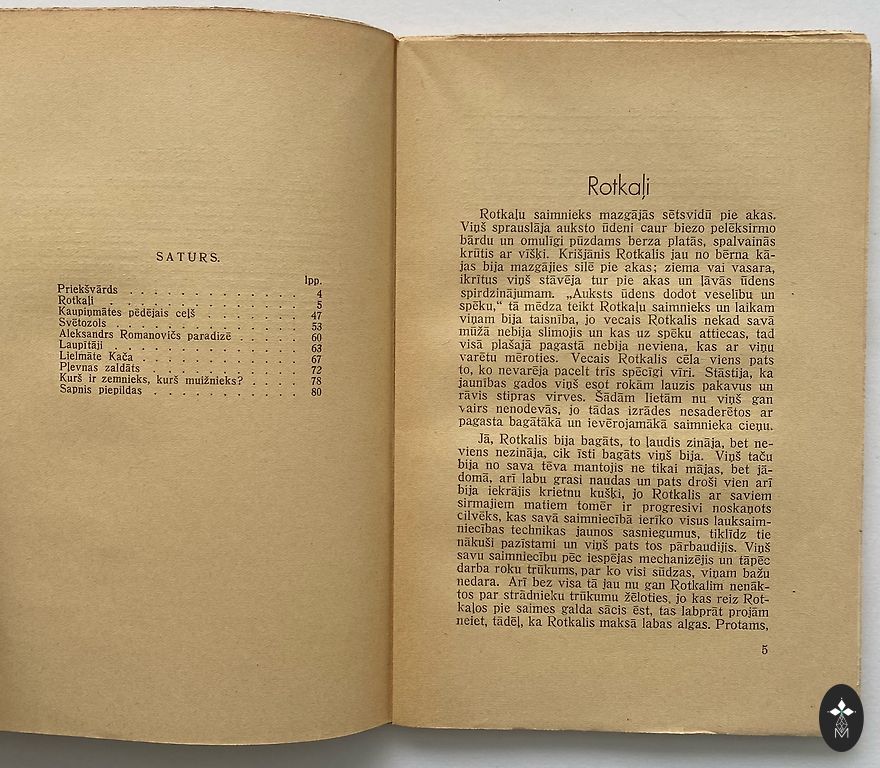 SATURS.
lpp.
Priekšvārds . . . . . . . . . . . . . . 4
Rotkaļi . . . . . . . . . . . . . . . . 5
Kaupiņmātes pēdējais ceļš . . . . . . . 47
Svētozols . . . . . . . . . . . . . . . 53
Aleksandrs Romanovičs paradizē . . . . 60
Laupītāji . . . . . . . . . . . . . . . 63
Lielmāte Kača . . . . . . . . . . . . . 67
Pļevnas zaldāts . . . . . . . . . . . . 72
Kurš ir zemnieks, kurš muižnieks? . . . . 78
Sapnis piepildas . . . . . . . . . . . . 80
Rotkaļi
Rotkaļu saimnieks mazgājās sētsvidū pie akas.
Viņš sprauslāja auksto ūdeni caur biezo pelēksirmo
bārdu un omulīgi pūzdams berza platās, spalvainās
krūtis ar vīšķi. Krišjānis Rotkalis jau no bērna kā-
jas bija mazgājies silē pie akas; ziema vai vasara,
ikrītus viņš stāvēja tur pie akas un ļāvās ūdens
spirdzinājumam. „Auksts ūdens dodot veselību un
spēku,“ tā mēdza teikt Rotkaļu saimnieks un laikam
viņam bija taisnība, jo vecais Rotkalis nekad savā
mūžā nebija slimojis un kas uz spēku attiecas, tad
visā plašajā pagastā nebija neviena, kas ar viņu
varētu mēroties. Vecais Rotkalis cēla viens pats
to, ko nevarēja pacelt trīs spēcīgi vīri. Stāstija, ka
jaunības gados viņš esot rokām lauzis pakavus un
rāvis stipras virves. Šādām lietām nu viņš gan
vairs nenodevās, jo tādas izrādes nesaderētos ar
pagasta bagātākā un ievērojamākā saimnieka cieņu.
Jā, Rotkalis bija bagāts, to ļaudis zināja, bet ne-
viens nezināja, cik īsti bagāts viņš bija. Viņš taču
bija no sava tēva mantojis ne tikai mājas, bet jā-
domā, arī labu grasi naudas un pats droši vien arī
bija iekrājis krietnu kušķi, jo Rotkalis ar saviem
sirmajiem matiem tomēr ir progresivi noskaņots
cilvēks, kas savā saimniecībā ierīko visus lauksaim-
niecības technikas jaunos sasniegumus, tiklīdz tie
nākuši pazīstami un viņš pats tos pārbaudijis. Viņš
savu saimniecību pēc iespējas mechanizējis un tāpēc
darba roku trūkums, par ko visi sūdzas, viņam bažu
nedara. Arī bez visa tā jau nu gan Rotkalim nenāk-
tos par strādnieku trūkumu žēloties, jo kas reiz Rot-
kaļos pie saimes galda sācis ēst, tas labprāt projām
neiet, tādēļ, ka Rotkalis maksā labas algas. Protams,
5
M